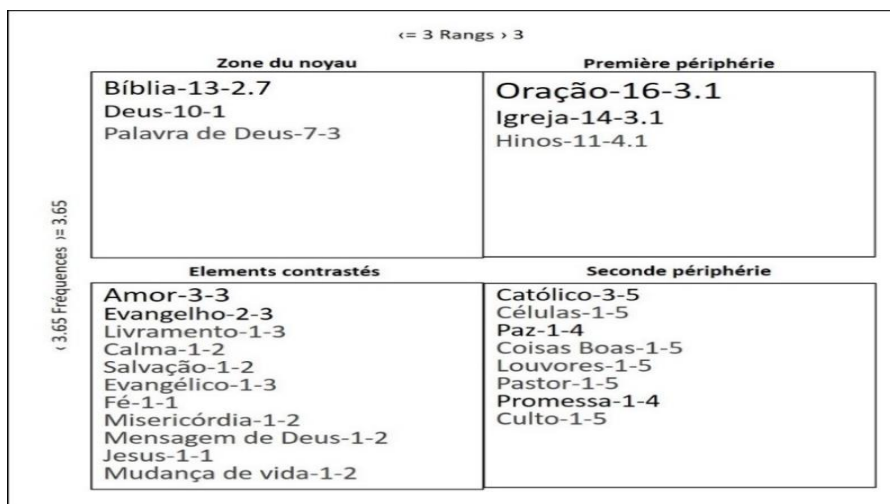 ‹= 3 Rangs › 3
Zone du noyau
Bíblia-13-2.7
Deus-10-1
Palavra de Deus-7-3
Première périphérie
Oração-16-3.1
Igreja-14-3.1
Hinos-11-4.1
‹ 3.65 Fréquences ›= 3.65
Elements contrastés
Amor-3-3
Evangelho-2-3
Livramento-1-3
Calma-1-2
Salvação-1-2
Evangélico-1-3
Fé-1-1
Misericórdia-1-2
Mensagem de Deus-1-2
Jesus-1-1
Mudança de vida-1-2
Seconde périphérie
Católico-3-5
Células-1-5
Paz-1-4
Coisas Boas-1-5
Louvores-1-5
Pastor-1-5
Promessa-1-4
Culto-1-5